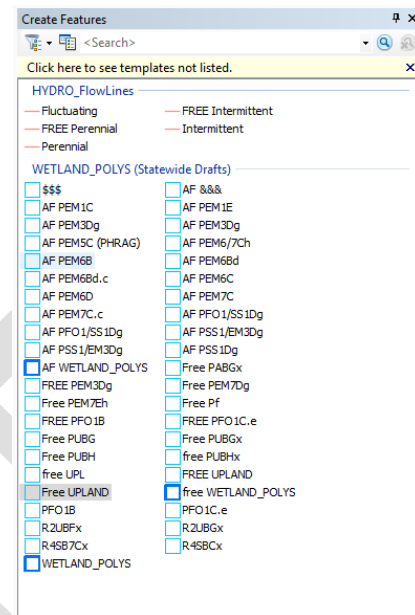 Create Features
<Search>
Click here to see templates not listed.
HYDRO_FlowLines
Fluctuating FREE Intermittent
FREE Perennial Intermittent
Perennial
WETLAND_POLYS (Statewide Drafts)
$$$ AF &&&
AF PEM1C AF PEM1E
AF PEM3Dg AF PEM3Dg
AF PEM5C (PHRAG) AF PEM6/7Ch
AF PEM6B AF PEM6Bd
AF PEM6Bd.c AF PEM6C
AF PEM6D AF PEM7C
AF PEM7C.c AF PFO1/SS1Dg
AF PFO1/SS1Dg AF PSS1/EM3Dg
AF PSS1/EM3Dg AF PSS1Dg
AF WETLAND_POLYS Free PABGx
FREE PEM3Dg Free PEM7Dg
Free PEM7Eh Free Pf
FREE PFO1B FREE PFO1C.e
Free PUBG Free PUBGx
Free PUBH free PUBHx
free UPL FREE UPLAND
Free UPLAND free WETLAND_POLYS
PFO1B PFO1C.e
R2UBFx R2UBGx
R4SB7Cx R4SBCx
WETLAND_POLYS